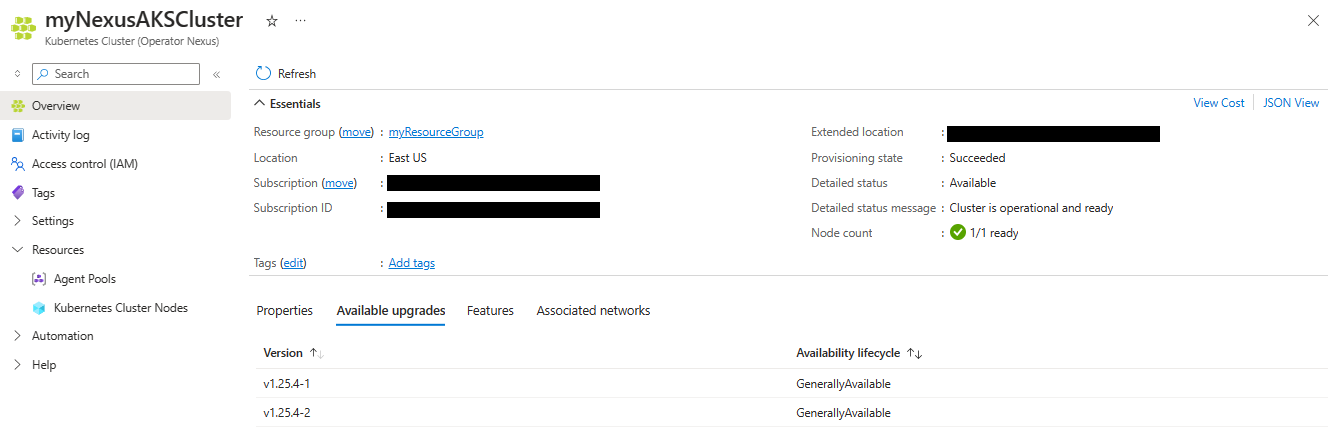 myNexusAKSCluster
Kubernetes Cluster (Operator Nexus)
Search
Overview
Activity log
Access control (IAM)
Tags
Settings
Resources
Agent Pools
Kubernetes Cluster Nodes
Automation
Help
Refresh
Essentials
View Cost
JSON View
Resource group (move) : myResourceGroup
Location : East US
Subscription (move) :
Subscription ID :
Extended location :
Provisioning state : Succeeded
Detailed status : Available
Detailed status message : Cluster is operational and ready
Node count : 1/1 ready
Tags (edit) : Add tags
Properties Available upgrades Features Associated networks
Version Availability lifecycle
v1.25.4-1 GenerallyAvailable
v1.25.4-2 GenerallyAvailable